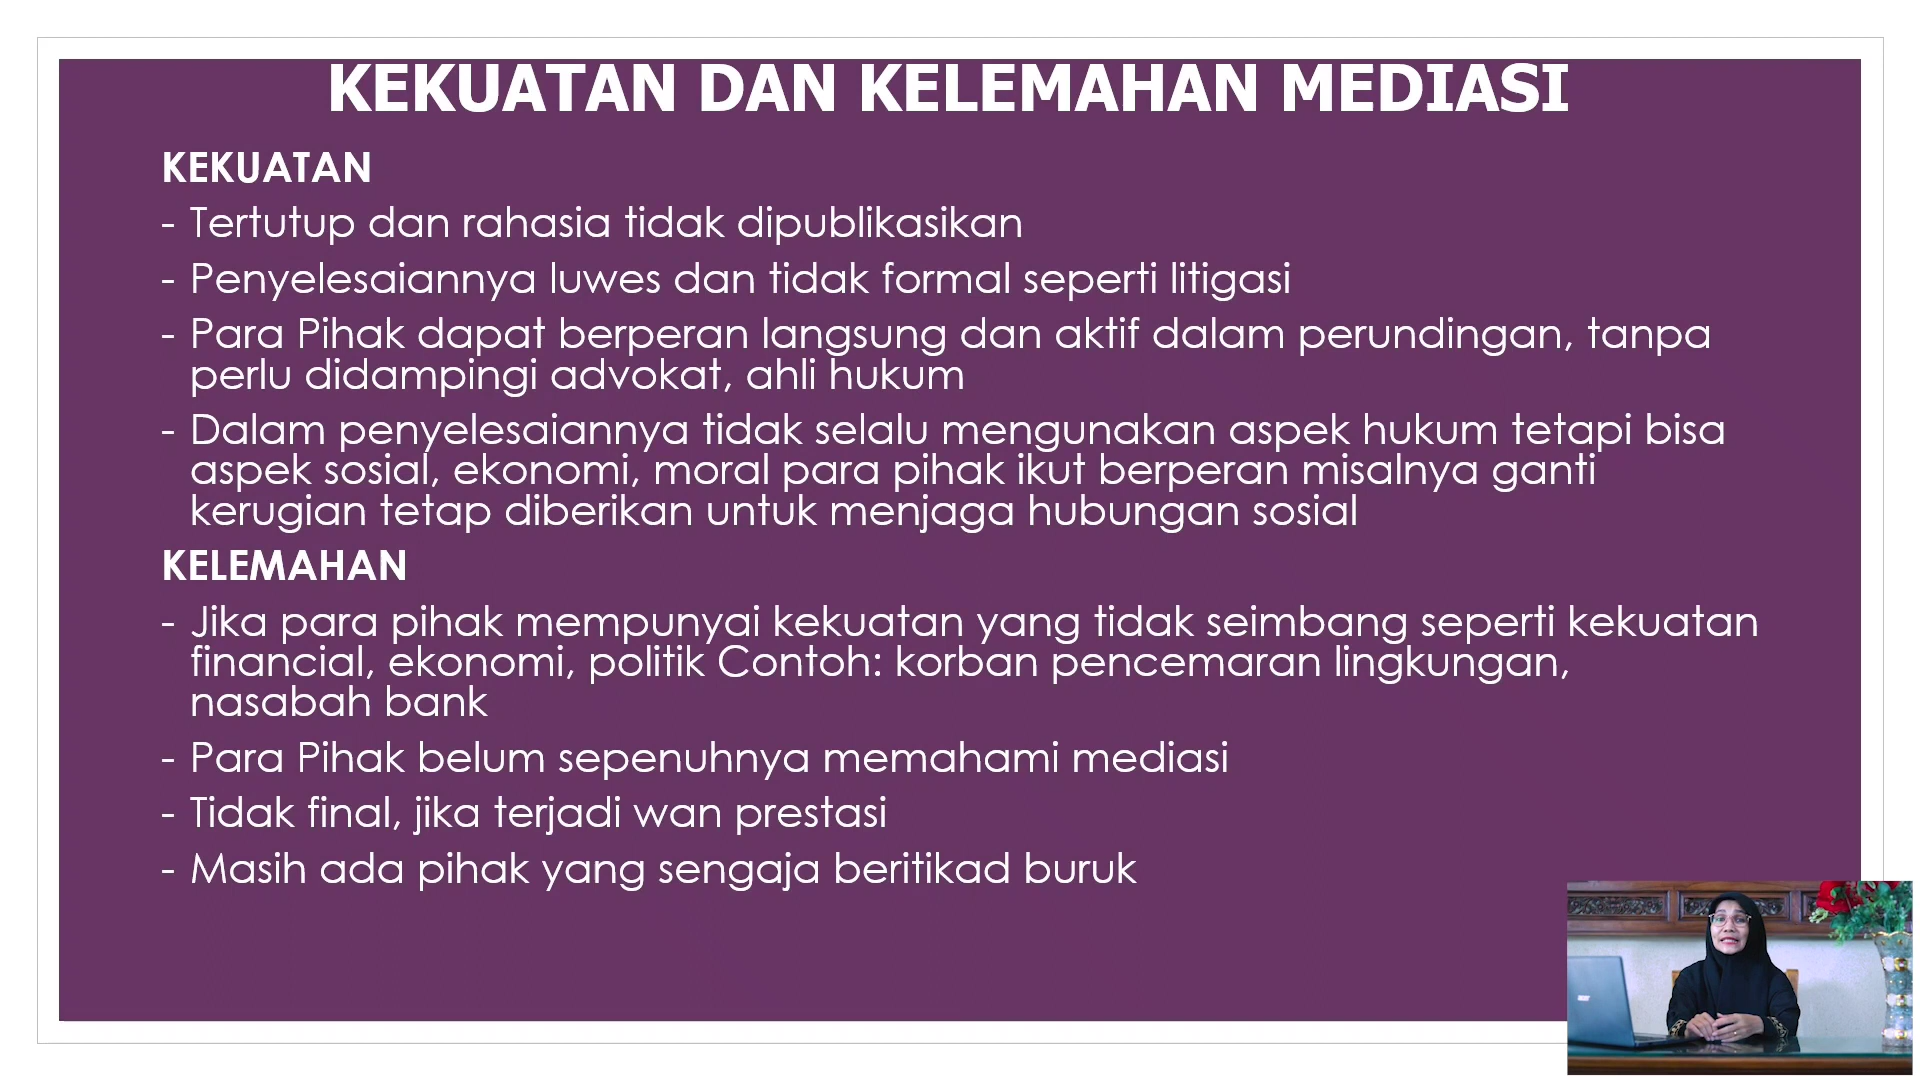 KEKUATAN DAN KELEMAHAN MEDIASI
KEKUATAN
- Tertutup dan rahasia tidak dipublikasikan
- Penyelesaiannya luwes dan tidak formal seperti litigasi
- Para Pihak dapat berperan langsung dan aktif dalam perundingan, tanpa
perlu didampingi advokat, ahli hukum
- Dalam penyelesaiannya tidak selalu mengunakan aspek hukum tetapi bisa
aspek sosial, ekonomi, moral para pihak ikut berperan misalnya ganti
kerugian tetap diberikan untuk menjaga hubungan sosial
KELEMAHAN
- Jika para pihak mempunyai kekuatan yang tidak seimbang seperti kekuatan
financial, ekonomi, politik Contoh: korban pencemaran lingkungan,
nasabah bank
- Para Pihak belum sepenuhnya memahami mediasi
- Tidak final, jika terjadi wan prestasi
- Masih ada pihak yang sengaja beritikad buruk